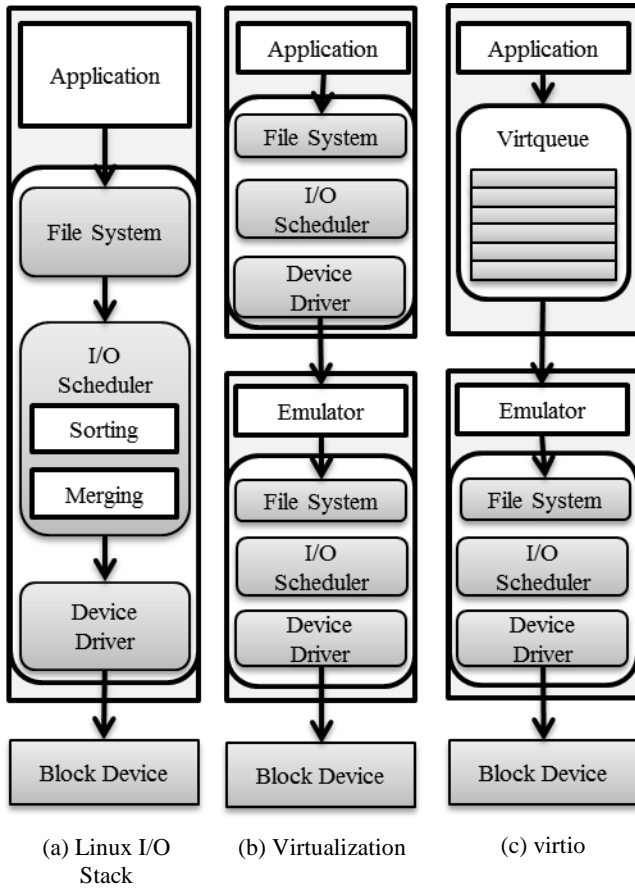 Application
File System
I/O
Scheduler
Sorting
Merging
Device
Driver
Block Device
(a) Linux I/O
Stack
Application
File System
I/O
Scheduler
Device
Driver
Emulator
File System
I/O
Scheduler
Device
Driver
Block Device
(b) Virtualization
Application
Virtqueue
Emulator
File System
I/O
Scheduler
Device
Driver
Block Device
(c) virtio